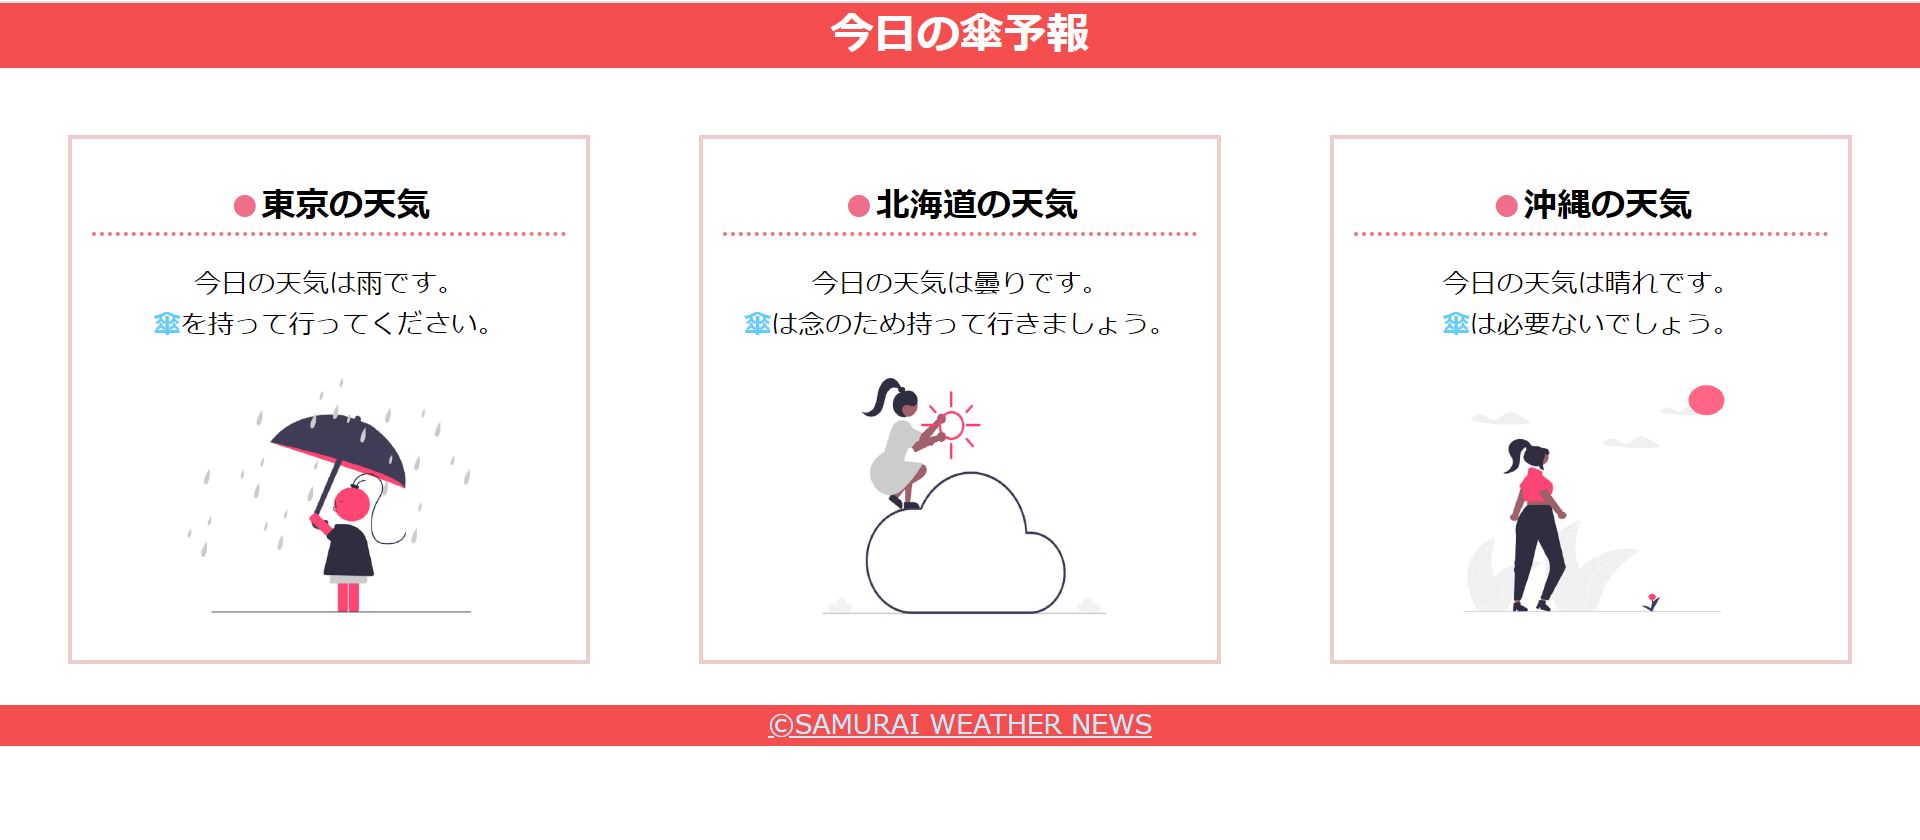 今日の傘予報
●東京の天気
今日の天気は雨です。
傘を持って行ってください。
●北海道の天気
今日の天気は曇りです。
傘は念のため持って行きましょう。
●沖縄の天気
今日の天気は晴れです。
傘は必要ないでしょう。
©SAMURAI WEATHER NEWS